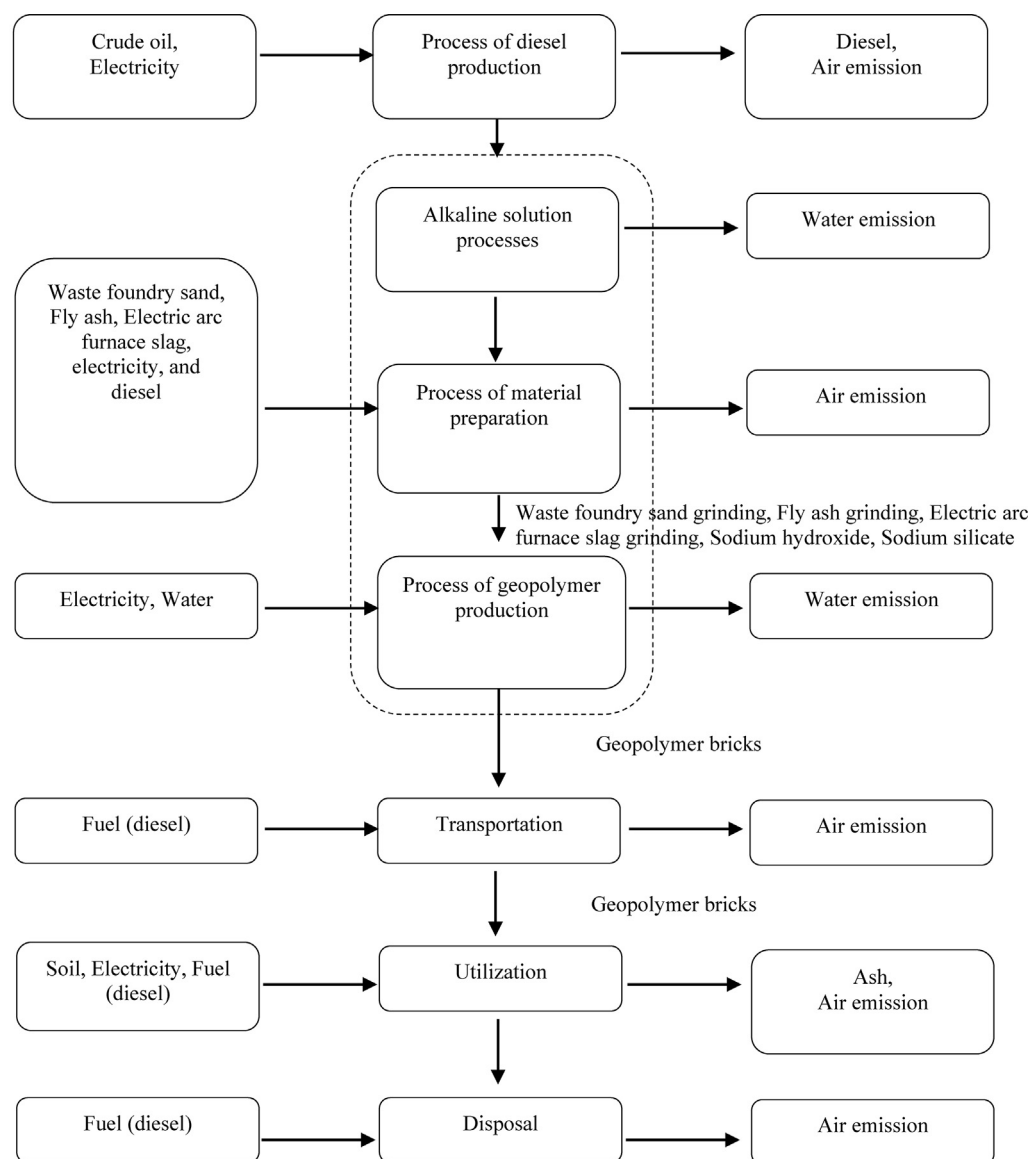 Crude oil,
Electricity
Process of diesel
production
Diesel,
Air emission
Alkaline solution
processes
Water emission
Waste foundry sand,
Fly ash, Electric arc
furnace slag,
electricity, and
diesel
Process of material
preparation
Air emission
Waste foundry sand grinding, Fly ash grinding, Electric arc
furnace slag grinding, Sodium hydroxide, Sodium silicate
Electricity, Water
Process of geopolymer
production
Water emission
Geopolymer bricks
Fuel (diesel)
Transportation
Air emission
Geopolymer bricks
Soil, Electricity, Fuel
(diesel)
Utilization
Ash,
Air emission
Fuel (diesel)
Disposal
Air emission